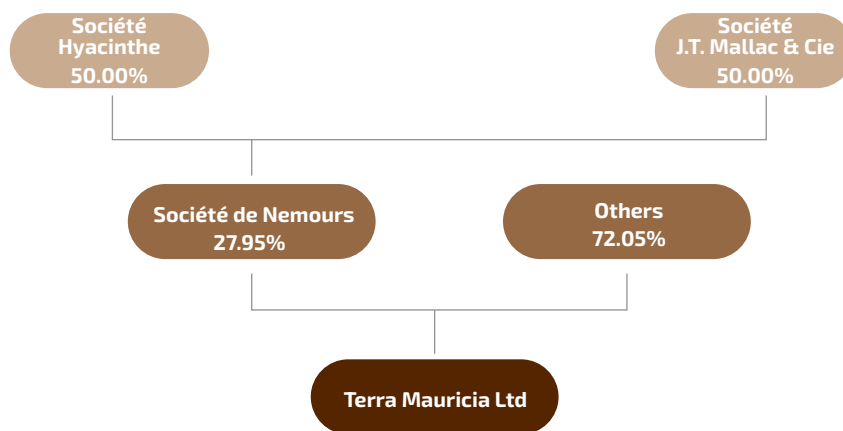 Société
Hyacinthe
50.00%
Société
J.T. Mallac & Cie
50.00%
Société de Nemours
27.95%
Others
72.05%
Terra Mauricia Ltd